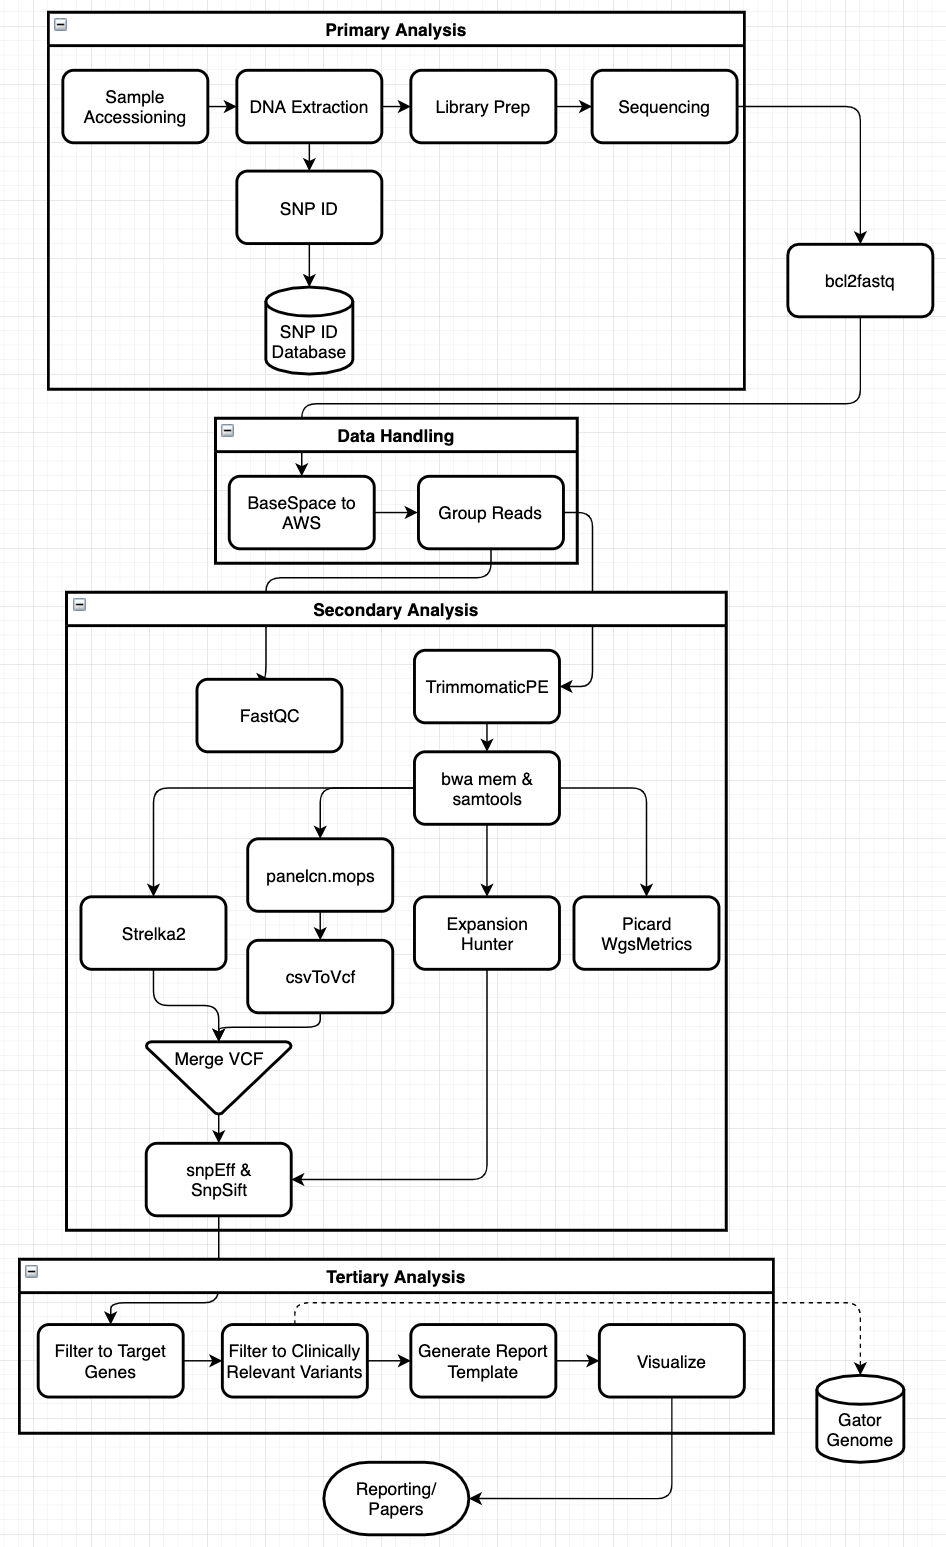 Primary Analysis
Sample
Accessioning
DNA Extraction
Library Prep
Sequencing
SNP ID
SNP ID
Database
bcl2fastq
Data Handling
BaseSpace to
AWS
Group Reads
Secondary Analysis
FastQC
TrimmomaticPE
bwa mem &
samtools
panelcn.mops
Strelka2
csvToVcf
Expansion
Hunter
Picard
WgsMetrics
Merge VCF
snpEff &
SnpSift
Tertiary Analysis
Filter to Target
Genes
Filter to Clinically
Relevant Variants
Generate Report
Template
Visualize
Gator
Genome
Reporting/
Papers